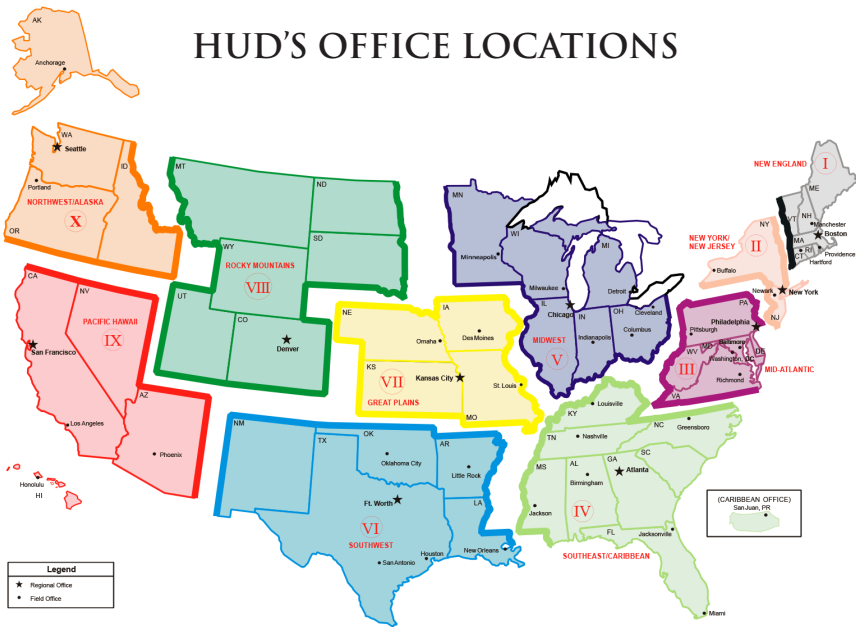 HUD'S OFFICE LOCATIONS
AK
Anchorage
WA
Seattle
ID
Portland
NORTHWEST/ALASKA
X
OR
MT
ND
SD
WY
ROCKY MOUNTAINS
VIII
UT
CO
Denver
CA
NV
PACIFIC HAWAII
IX
San Francisco
AZ
Los Angeles
Phoenix
Honolulu
HI
MN
WI
MI
Minneapolis
Milwaukee
Detroit
IL
Chicago
IN
OH
Cleveland
MIDWEST
V
Indianapolis
Columbus
NE
IA
Omaha
Des Moines
KS
VII
Kansas City
St. Louis
GREAT PLAINS
MO
NM
TX
OK
Oklahoma City
AR
Little Rock
LA
Ft. Worth
VI
SOUTHWEST
Houston
San Antonio
New Orleans
KY
Louisville
TN
Nashville
NC
Greensboro
MS
AL
Birmingham
GA
Atlanta
SC
Jackson
IV
FL
Jacksonville
SOUTHEAST/CARIBBEAN
Miami
(CARIBBEAN OFFICE)
San Juan, PR
NEW ENGLAND
I
ME
VT
NH
Manchester
Boston
MA
RI
Providence
CT
Hartford
NEW YORK/
NEW JERSEY
II
NY
Buffalo
Newark
New York
NJ
PA
Philadelphia
Pittsburgh
MD
Baltimore
WV
DE
Washington, DC
MID-ATLANTIC
III
Richmond
VA
Legend
Regional Office
Field Office